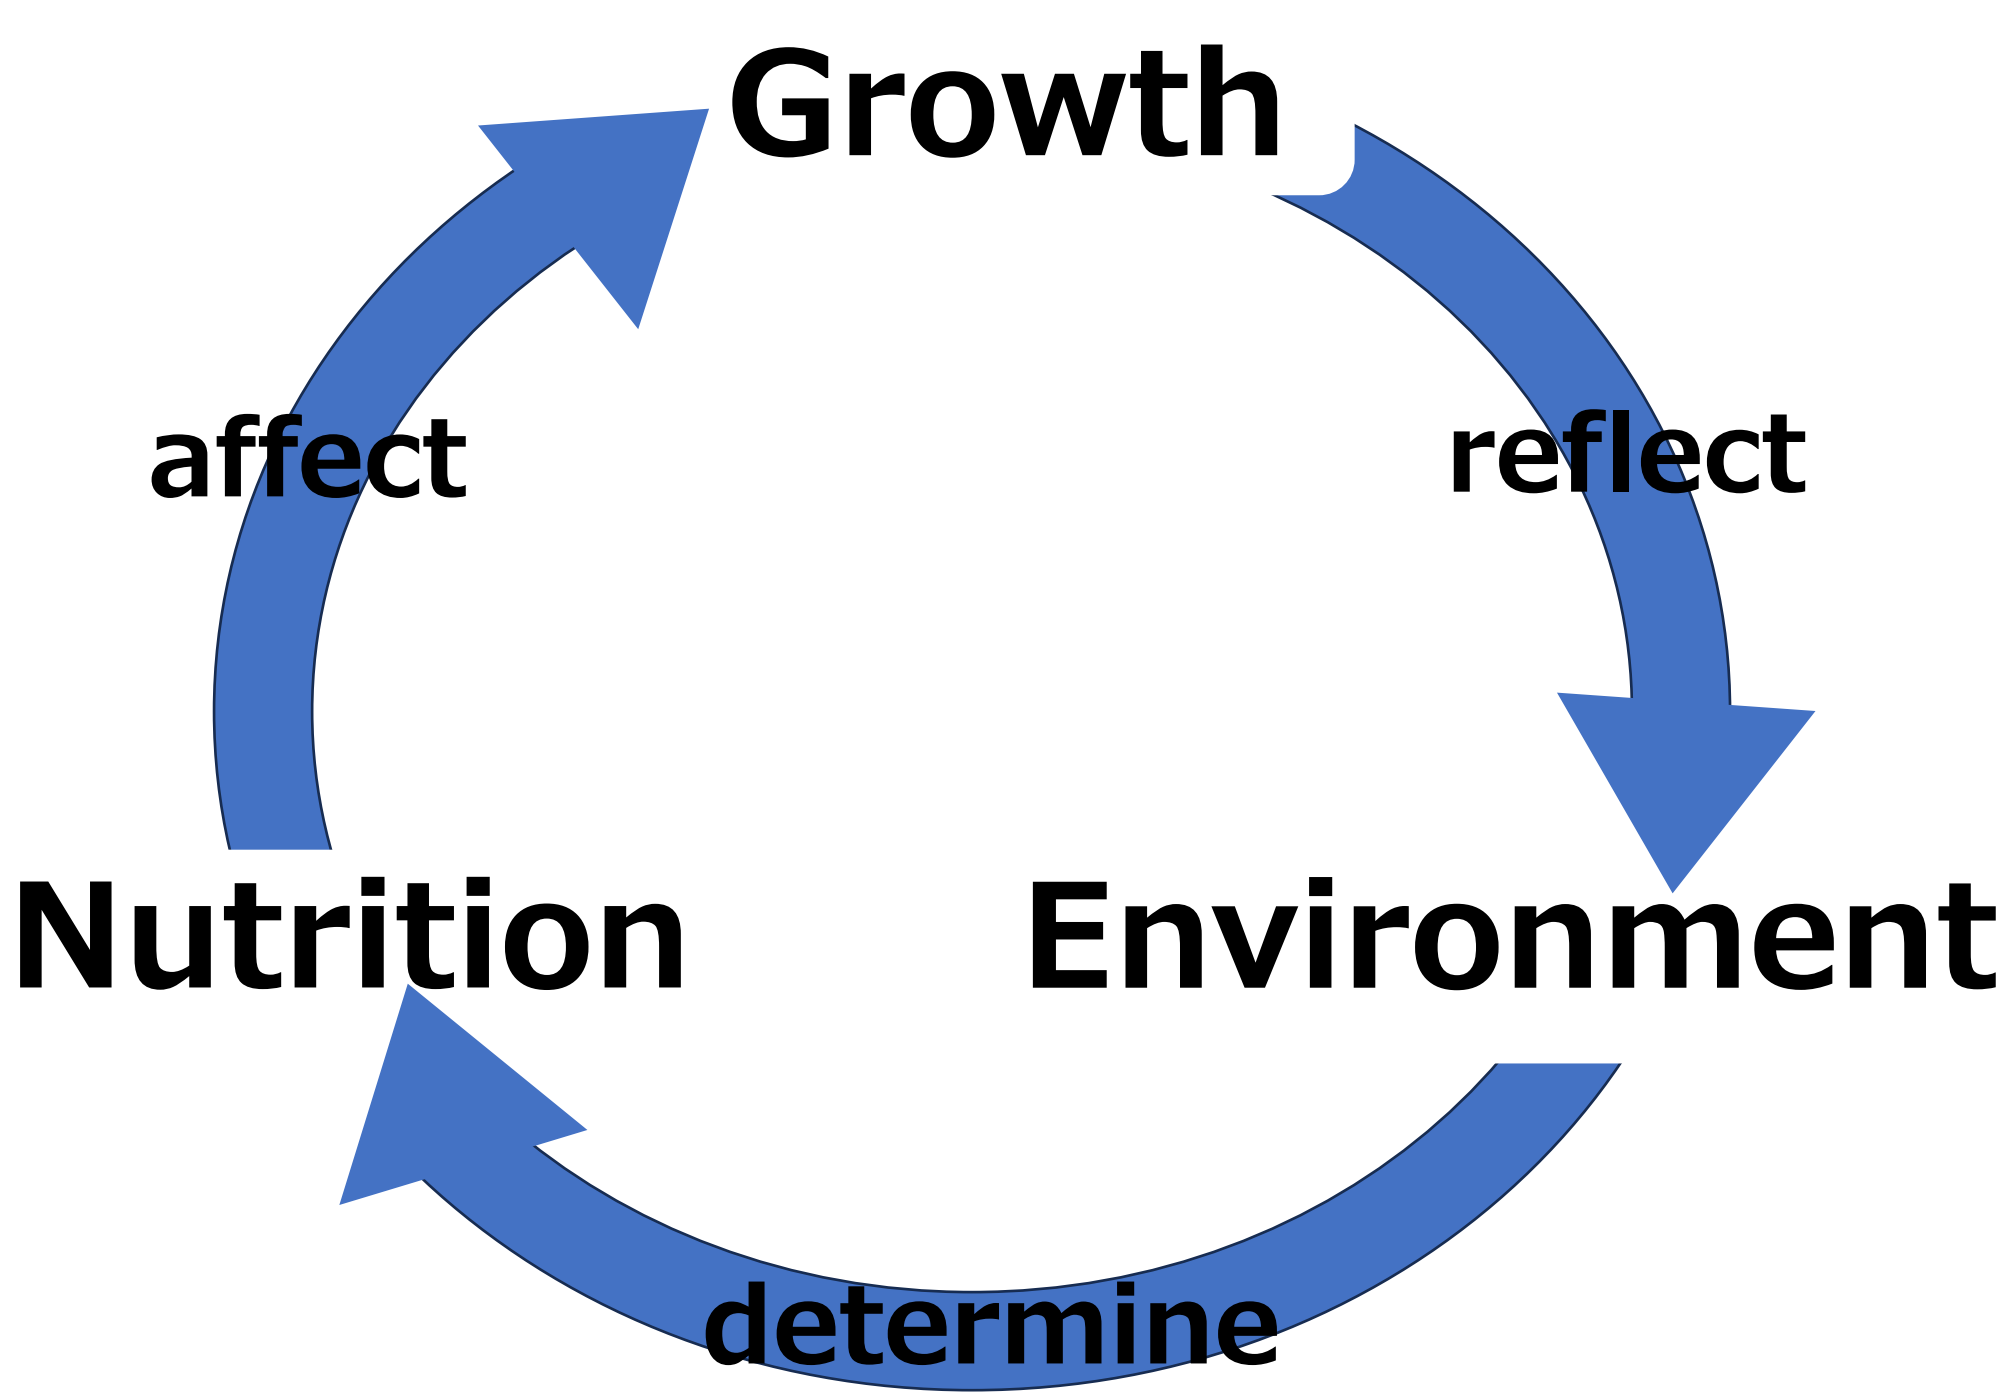 Growth
affect
reflect
Nutrition
Environment
determine